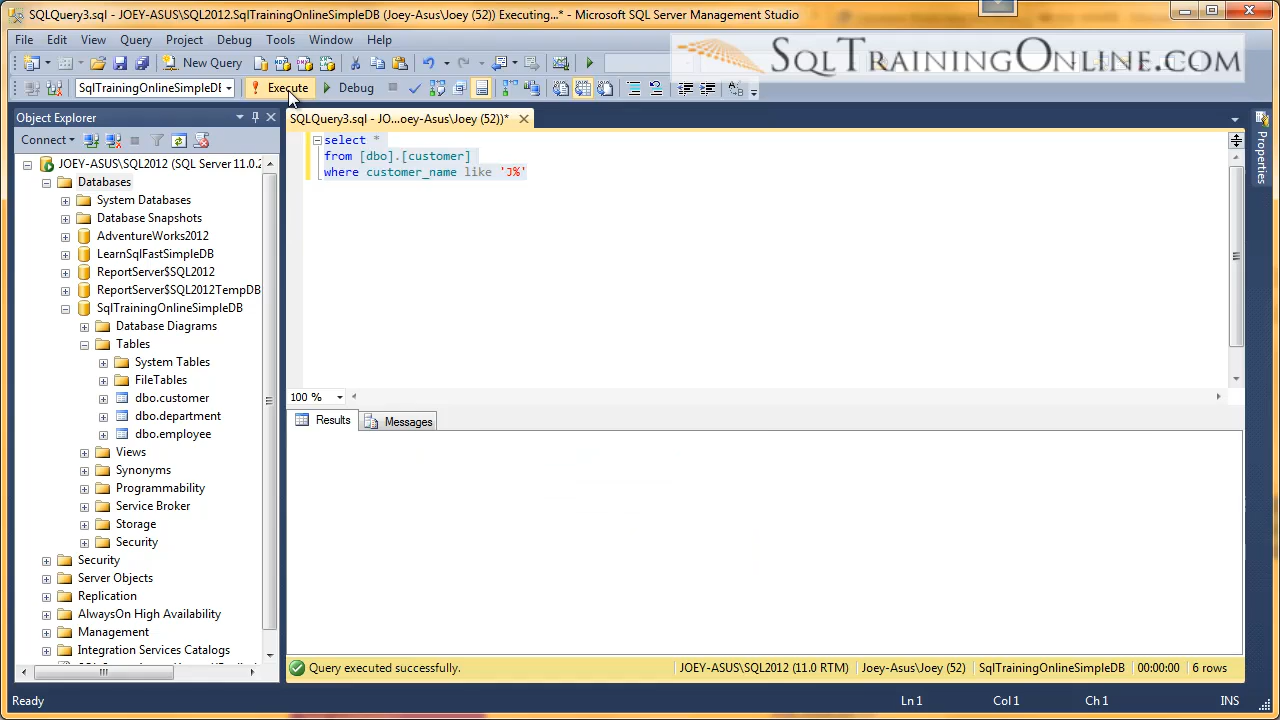 SQLQuery3.sql - JOEY-ASUS\SQL2012.SqlTrainingOnlineSimpleDB (Joey-Asus\Joey (52)) Executing...* - Microsoft SQL Server Management Studio
File Edit View Query Project Debug Tools Window Help
SQLTRAININGONLINE.COM
New Query
SqlTrainingOnlineSimpleDE
Execute
Debug
Object Explorer
SQLQuery3.sql - JO...oey-Asus\Joey (52))*
Connect
JOEY-ASUS\SQL2012 (SQL Server 11.0.2
Databases
System Databases
Database Snapshots
AdventureWorks2012
LearnSqlFastSimpleDB
ReportServer$SQL2012
ReportServer$SQL2012TempDB
SqlTrainingOnlineSimpleDB
Database Diagrams
Tables
System Tables
FileTables
dbo.customer
dbo.department
dbo.employee
Views
Synonyms
Programmability
Service Broker
Storage
Security
Security
Server Objects
Replication
AlwaysOn High Availability
Management
Integration Services Catalogs
select *
from [dbo].[customer]
where customer_name like 'J%'
Properties
100 %
Results
Messages
Query executed successfully.
JOEY-ASUS\SQL2012 (11.0 RTM)
Joey-Asus\Joey (52)
SqlTrainingOnlineSimpleDB
00:00:00
6 rows
Ready
Ln 1
Col 1
Ch 1
INS